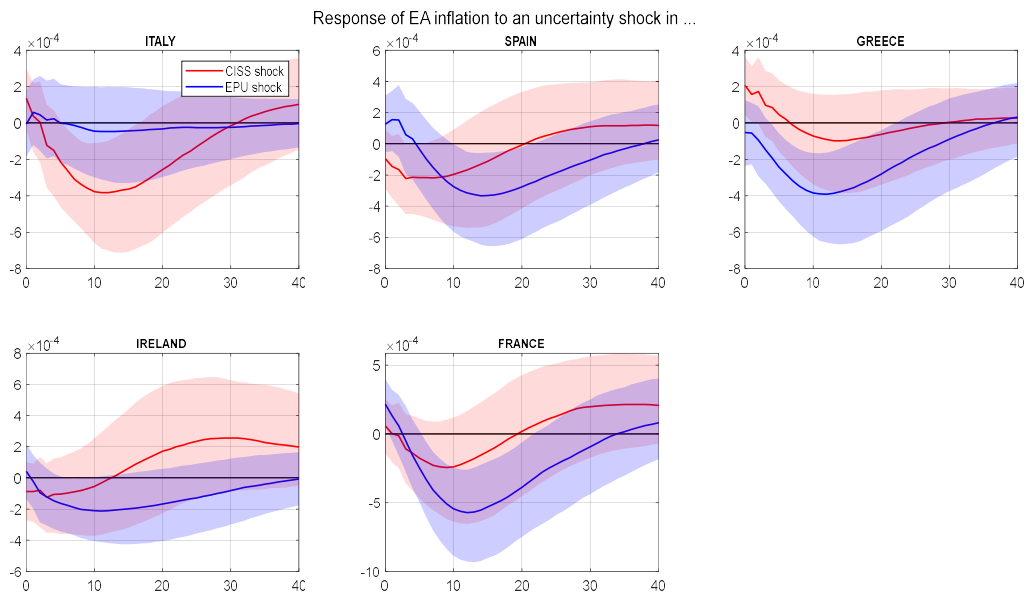 Response of EA inflation to an uncertainty shock in ...
×10⁻⁴ ITALY
4
2
0
-2
-4
-6
-8
0 10 20 30 40
CISS shock
EPU shock
×10⁻⁴ SPAIN
6
4
2
0
-2
-4
-6
-8
0 10 20 30 40
×10⁻⁴ GREECE
4
2
0
-2
-4
-6
-8
0 10 20 30 40
×10⁻⁴ IRELAND
8
6
4
2
0
-2
-4
-6
0 10 20 30 40
×10⁻⁴ FRANCE
5
0
-5
-10
0 10 20 30 40